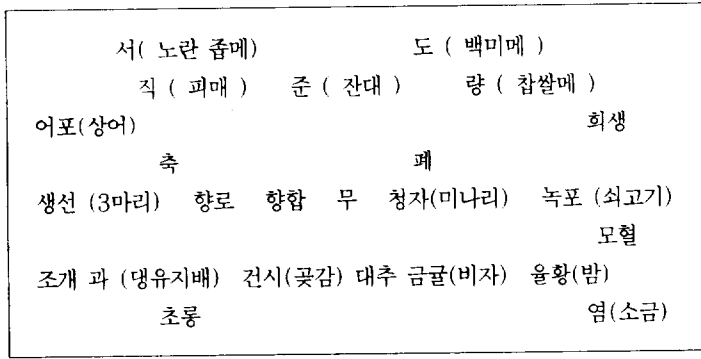 서( 노란 좁메) 도 ( 백미메 )
직 ( 피매 ) 준 ( 잔대 ) 량 ( 찹쌀메 )
어포(상어) 희생
축 폐
생선 (3마리) 향로 향합 무 청자(미나리) 녹포 (쇠고기)
모혈
조개 과 (댕유지배) 건시(곶감) 대추 금귤(비자) 율황(밤)
초롱 염(소금)